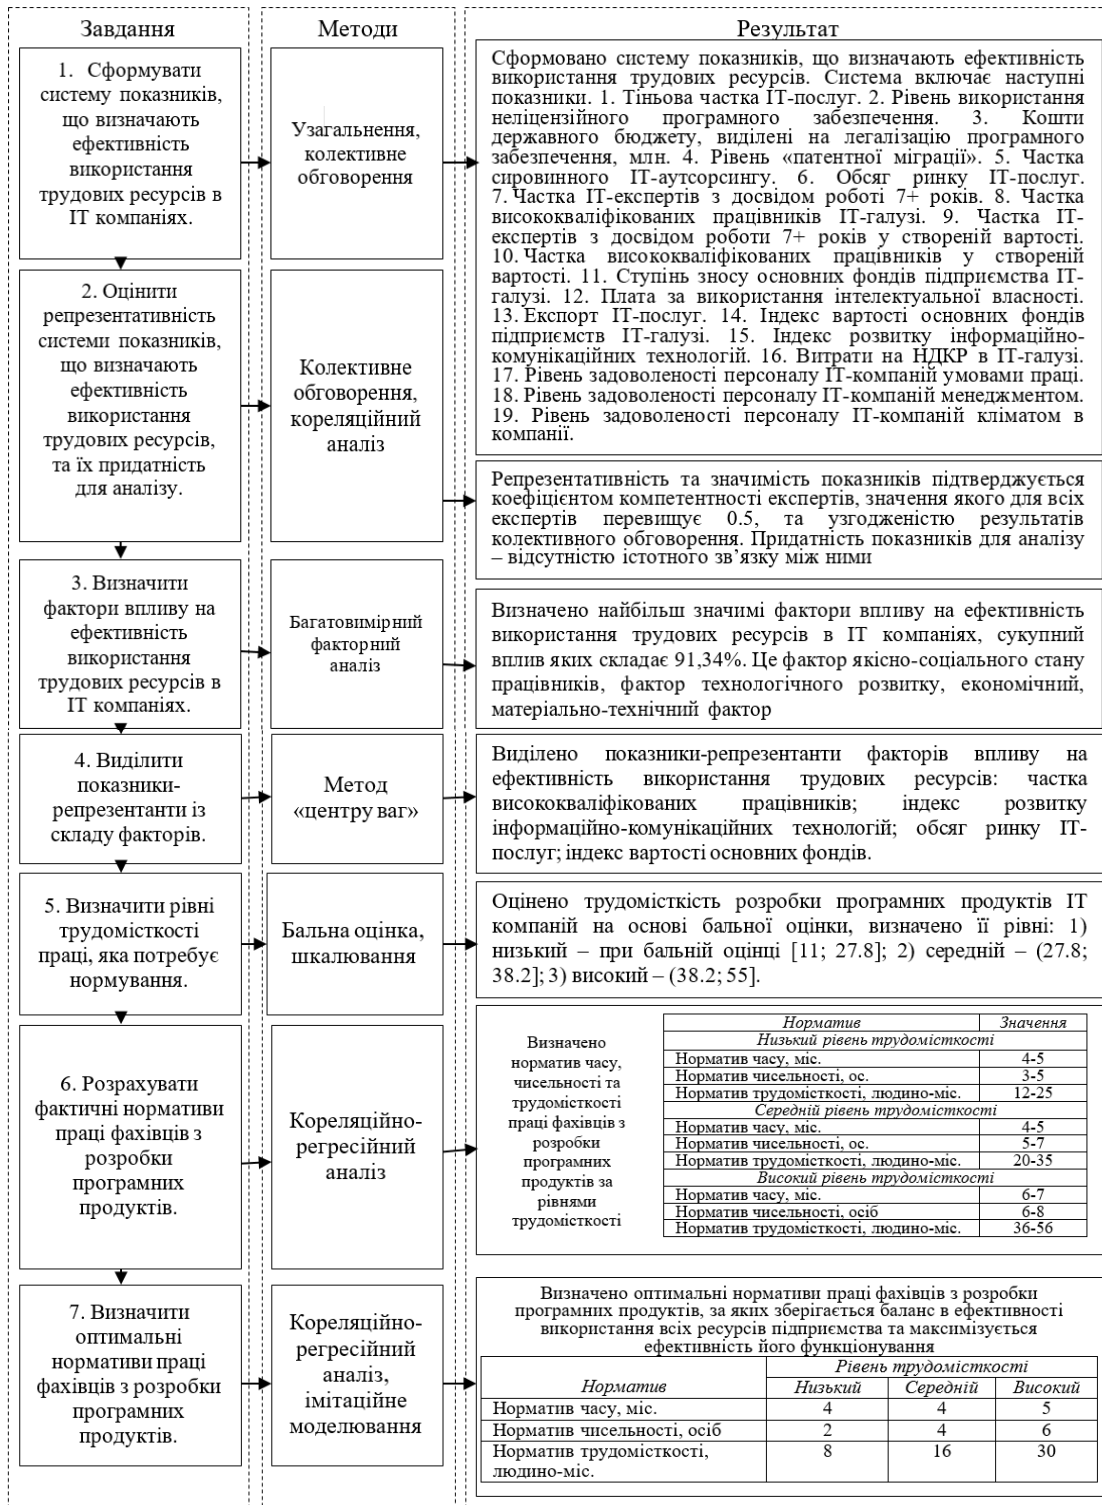 Завдання
Методи
Результат
1. Сформувати
систему показників,
що визначають
ефективність
використання
трудових ресурсів в
ІТ компаніях.
Узагальнення,
колективне
обговорення
Сформовано систему показників, що визначають ефективність
використання трудових ресурсів. Система включає наступні
показники. 1. Тіньова частка ІТ-послуг. 2. Рівень використання
неліцензійного програмного забезпечення. 3. Кошти
державного бюджету, виділені на легалізацію програмного
забезпечення, млн. 4. Рівень «патентної міграції». 5. Частка
сировинного ІТ-аутсорсингу. 6. Обсяг ринку ІТ-послуг.
7. Частка ІТ-експертів з досвідом роботі 7+ років. 8. Частка
висококваліфікованих працівників ІТ-галузі. 9. Частка ІТ-
експертів з досвідом роботи 7+ років у створеній вартості.
10. Частка висококваліфікованих працівників у створеній
вартості. 11. Ступінь зносу основних фондів підприємства ІТ-
галузі. 12. Плата за використання інтелектуальної власності.
13. Експорт ІТ-послуг. 14. Індекс вартості основних фондів
підприємств ІТ-галузі. 15. Індекс розвитку інформаційно-
комунікаційних технологій. 16. Витрати на НДКР в ІТ-галузі.
17. Рівень задоволеності персоналу ІТ-компаній умовами праці.
18. Рівень задоволеності персоналу ІТ-компаній менеджментом.
19. Рівень задоволеності персоналу ІТ-компаній кліматом в
компанії.
2. Оцінити
репрезентативність
системи показників,
що визначають
ефективність
використання
трудових ресурсів,
та їх придатність
для аналізу.
Колективне
обговорення,
кореляційний
аналіз
Репрезентативність та значимість показників підтверджується
коефіцієнтом компетентності експертів, значення якого для всіх
експертів перевищує 0.5, та узгодженістю результатів
колективного обговорення. Придатність показників для аналізу
– відсутністю істотного зв’язку між ними
3. Визначити
фактори впливу на
ефективність
використання
трудових ресурсів в
ІТ компаніях.
Багатовимірний
факторний
аналіз
Визначено найбільш значимі фактори впливу на ефективність
використання трудових ресурсів в ІТ компаніях, сукупний
вплив яких складає 91,34%. Це фактор якісно-соціального стану
працівників, фактор технологічного розвитку, економічний,
матеріально-технічний фактор
4. Виділити
показники-
репрезентанти із
складу факторів.
Метод
«центру ваг»
Виділено показники-репрезентанти факторів впливу на
ефективність використання трудових ресурсів: частка
висококваліфікованих працівників; індекс розвитку
інформаційно-комунікаційних технологій; обсяг ринку ІТ-
послуг; індекс вартості основних фондів.
5. Визначити рівні
трудомісткості
праці, яка потребує
нормування.
Бальна оцінка,
шкалювання
Оцінено трудомісткість розробки програмних продуктів ІТ
компаній на основі бальної оцінки, визначено її рівні: 1)
низький – при бальній оцінці [11; 27.8]; 2) середній – (27.8;
38.2]; 3) високий – (38.2; 55].
6. Розрахувати
фактичні нормативи
праці фахівців з
розробки
програмних
продуктів.
Кореляційно-
регресійний
аналіз
Визначено
норматив часу,
чисельності та
трудомісткості
праці фахівців з
розробки
програмних
продуктів за
рівнями
трудомісткості
Норматив Значення
Низький рівень трудомісткості
Норматив часу, міс. 4-5
Норматив чисельності, ос. 3-5
Норматив трудомісткості, людино-міс. 12-25
Середній рівень трудомісткості
Норматив часу, міс. 4-5
Норматив чисельності, ос. 5-7
Норматив трудомісткості, людино-міс. 20-35
Високий рівень трудомісткості
Норматив часу, міс. 6-7
Норматив чисельності, осіб 6-8
Норматив трудомісткості, людино-міс. 36-56
7. Визначити
оптимальні
нормативи праці
фахівців з розробки
програмних
продуктів.
Кореляційно-
регресійний
аналіз,
імітаційне
моделювання
Визначено оптимальні нормативи праці фахівців з розробки
програмних продуктів, за яких зберігається баланс в ефективності
використання всіх ресурсів підприємства та максимізується
ефективність його функціонування
Рівень трудомісткості
Норматив Низький Середній Високий
Норматив часу, міс. 4 4 5
Норматив чисельності, осіб 2 4 6
Норматив трудомісткості, 8 16 30
людино-міс.